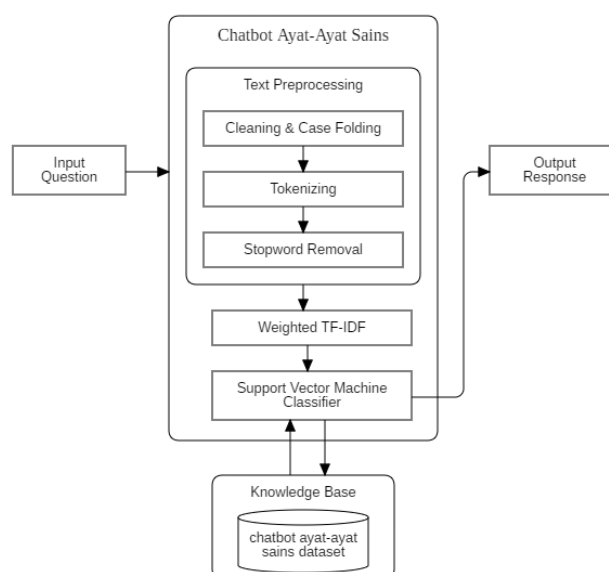 Chatbot Ayat-Ayat Sains
Text Preprocessing
Cleaning & Case Folding
Input
Question
Tokenizing
Output
Response
Stopword Removal
Weighted TF-IDF
Support Vector Machine
Classifier
Knowledge Base
chatbot ayat-ayat
sains dataset